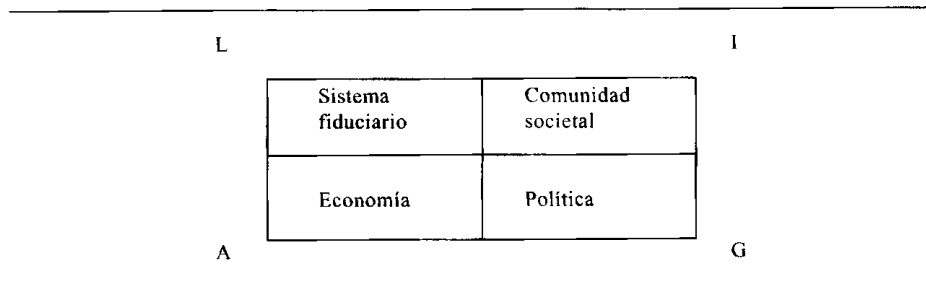 L I
Sistema Comunidad
fiduciario societal
Economía Política
A G